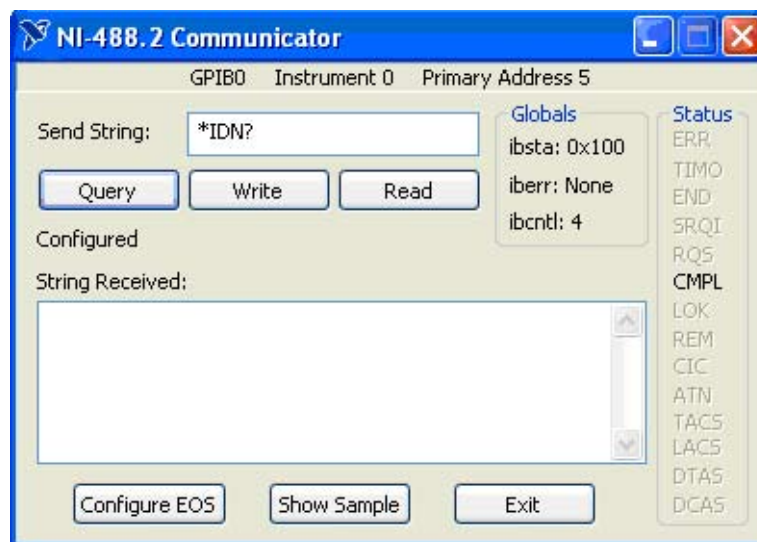 NI-488.2 Communicator
GPIB0 Instrument 0 Primary Address 5
Send String:
*IDN?
Query
Write
Read
Configured
String Received:
Globals
ibsta: 0x100
iberr: None
ibcntl: 4
Status
ERR
TIMO
END
SRQI
RQS
CMPL
LOK
REM
CIC
ATN
TACS
LACS
DTAS
DCAS
Configure EOS
Show Sample
Exit